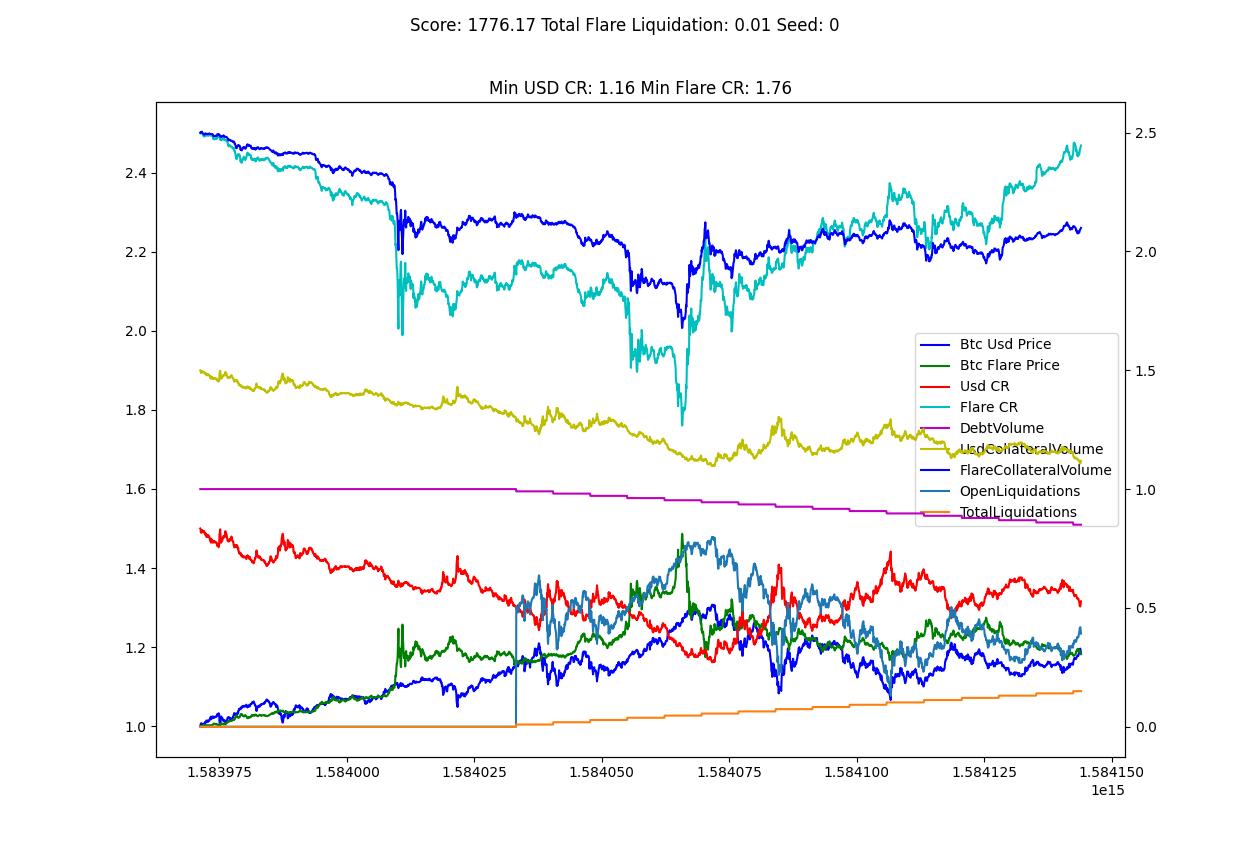 Score: 1776.17 Total Flare Liquidation: 0.01 Seed: 0
Min USD CR: 1.16 Min Flare CR: 1.76
2.4
2.2
2.0
1.8
1.6
1.4
1.2
1.0
2.5
2.0
1.5
1.0
0.5
0.0
Btc Usd Price
Btc Flare Price
Usd CR
Flare CR
DebtVolume
UsdCollateralVolume
FlareCollateralVolume
OpenLiquidations
TotalLiquidations
1.583975 1.584000 1.584025 1.584050 1.584075 1.584100 1.584125 1.584150
1e15